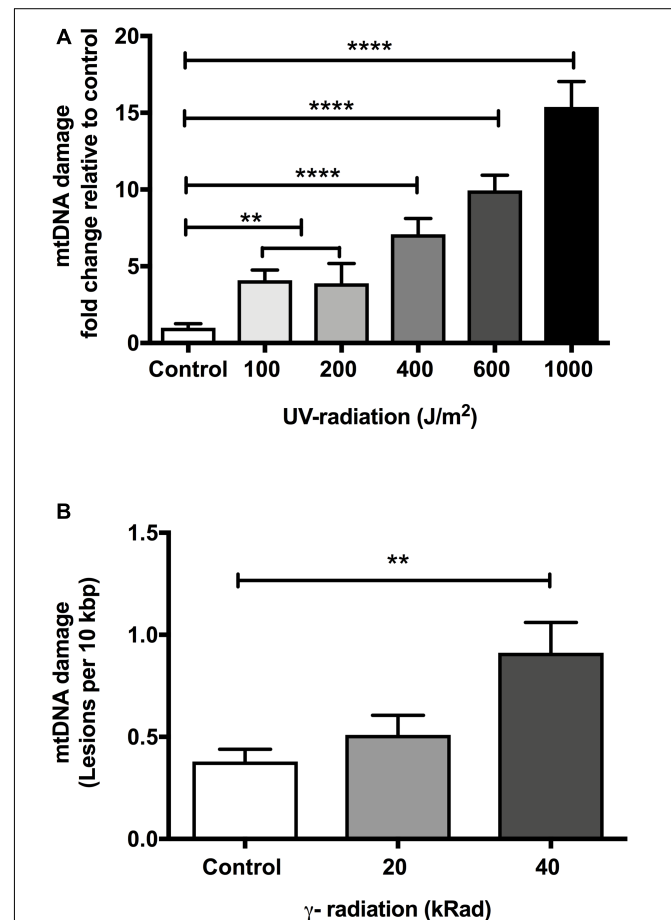 A
mtDNA damage
fold change relative to control
20
15
10
5
0
****
****
****
**
Control 100 200 400 600 1000
UV-radiation (J/m²)
B
mtDNA damage
(Lesions per 10 kbp)
1.5
1.0
0.5
0.0
**
Control 20 40
γ- radiation (kRad)